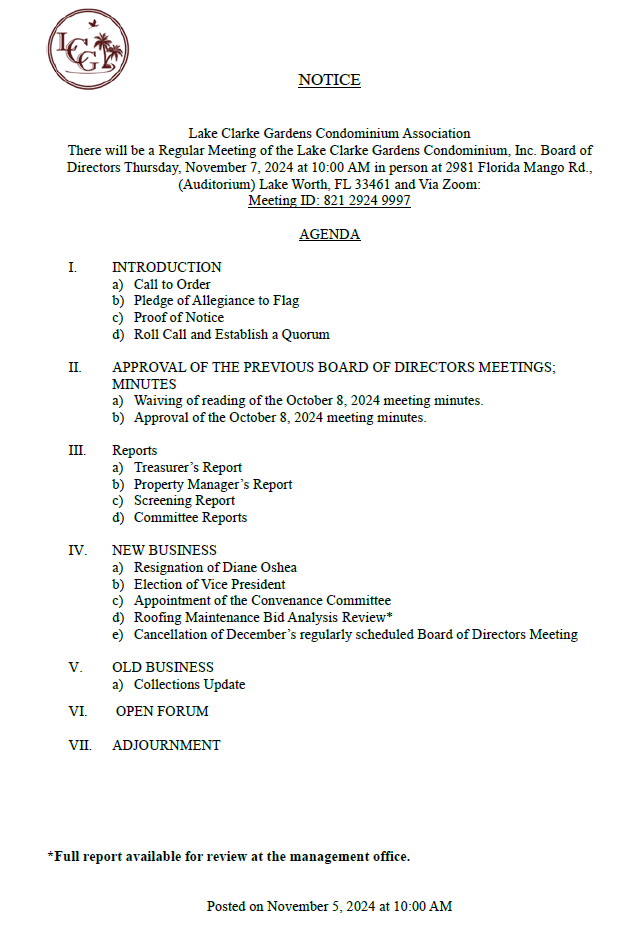 LCCG
NOTICE
Lake Clarke Gardens Condominium Association
There will be a Regular Meeting of the Lake Clarke Gardens Condominium, Inc. Board of
Directors Thursday, November 7, 2024 at 10:00 AM in person at 2981 Florida Mango Rd.,
(Auditorium) Lake Worth, FL 33461 and Via Zoom:
Meeting ID: 821 2924 9997
AGENDA
I. INTRODUCTION
a) Call to Order
b) Pledge of Allegiance to Flag
c) Proof of Notice
d) Roll Call and Establish a Quorum
II. APPROVAL OF THE PREVIOUS BOARD OF DIRECTORS MEETINGS;
MINUTES
a) Waiving of reading of the October 8, 2024 meeting minutes.
b) Approval of the October 8, 2024 meeting minutes.
III. Reports
a) Treasurer’s Report
b) Property Manager’s Report
c) Screening Report
d) Committee Reports
IV. NEW BUSINESS
a) Resignation of Diane Oshea
b) Election of Vice President
c) Appointment of the Convenance Committee
d) Roofing Maintenance Bid Analysis Review*
e) Cancellation of December’s regularly scheduled Board of Directors Meeting
V. OLD BUSINESS
a) Collections Update
VI. OPEN FORUM
VII. ADJOURNMENT
*Full report available for review at the management office.
Posted on November 5, 2024 at 10:00 AM